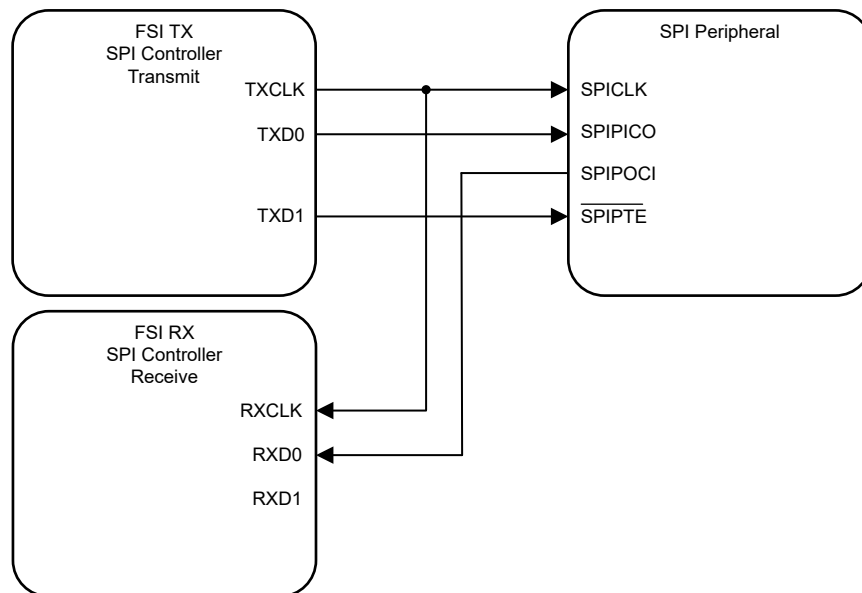 FSI TX
SPI Controller
Transmit
TXCLK
TXD0
TXD1
SPI Peripheral
SPICLK
SPIPICO
SPIPOCI
SPIPTE
FSI RX
SPI Controller
Receive
RXCLK
RXD0
RXD1